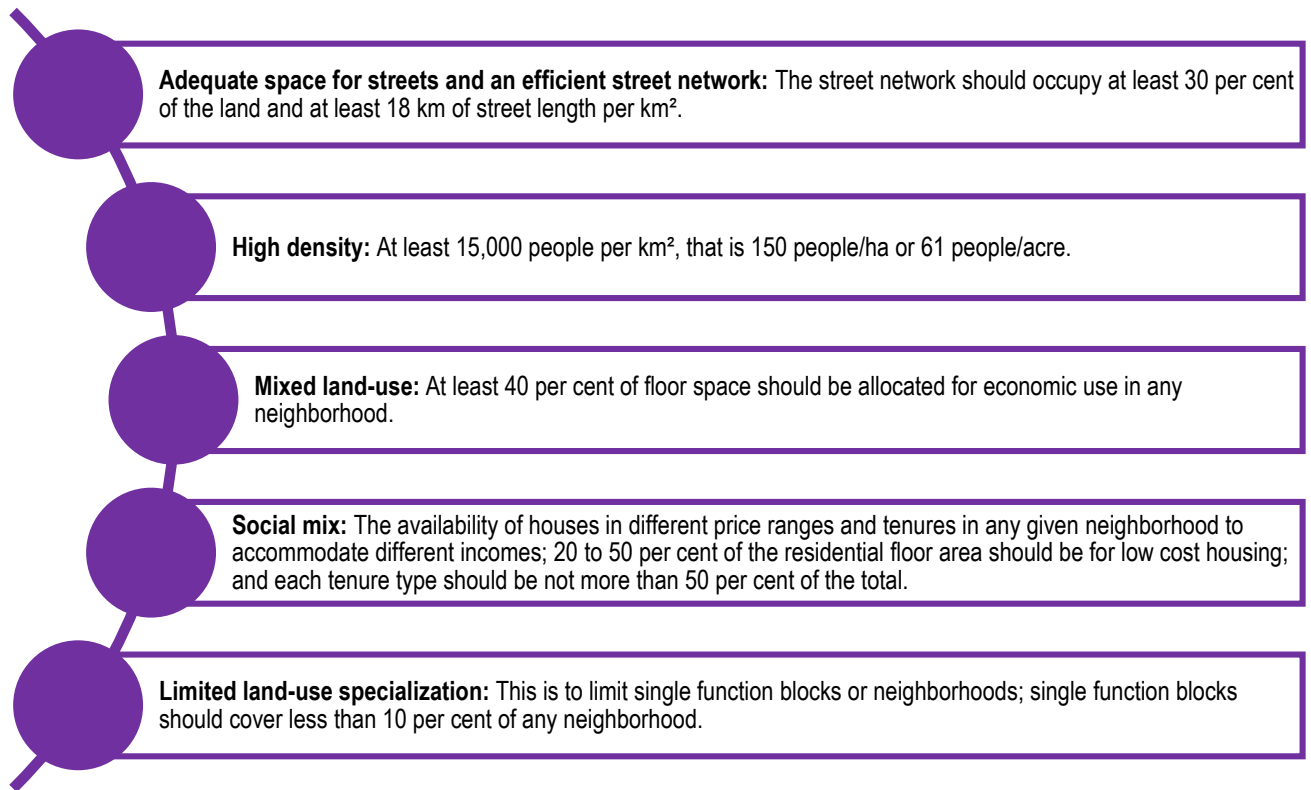 Adequate space for streets and an efficient street network: The street network should occupy at least 30 per cent
of the land and at least 18 km of street length per km².
High density: At least 15,000 people per km², that is 150 people/ha or 61 people/acre.
Mixed land-use: At least 40 per cent of floor space should be allocated for economic use in any
neighborhood.
Social mix: The availability of houses in different price ranges and tenures in any given neighborhood to
accommodate different incomes; 20 to 50 per cent of the residential floor area should be for low cost housing;
and each tenure type should be not more than 50 per cent of the total.
Limited land-use specialization: This is to limit single function blocks or neighborhoods; single function blocks
should cover less than 10 per cent of any neighborhood.